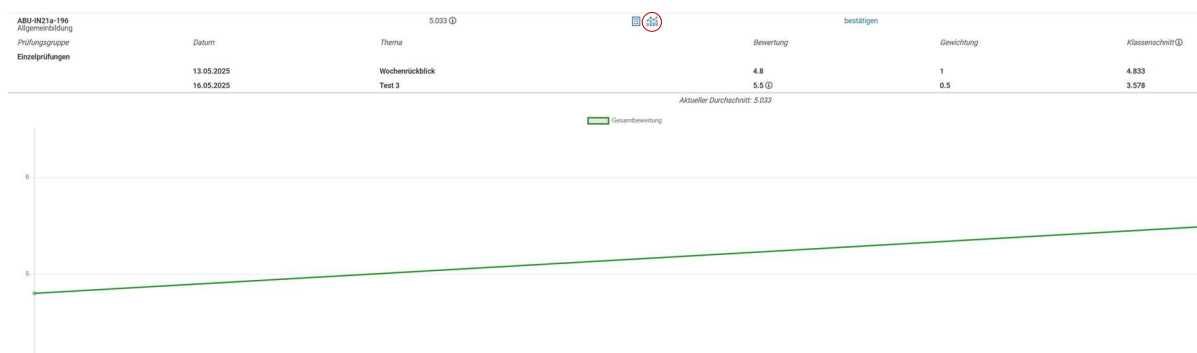 ABU-IN21a-196 5.033 bestätigen
Allgemeinbildung
Prüfungsgruppe Datum Thema Bewertung Gewichtung Klassenschnitt
Einzelprüfungen
13.05.2025 Wochenrückblick 4.8 1 4.833
16.05.2025 Test 3 5.5 0.5 3.578
Aktueller Durchschnitt: 5.033
Gesamtbewertung
6
5